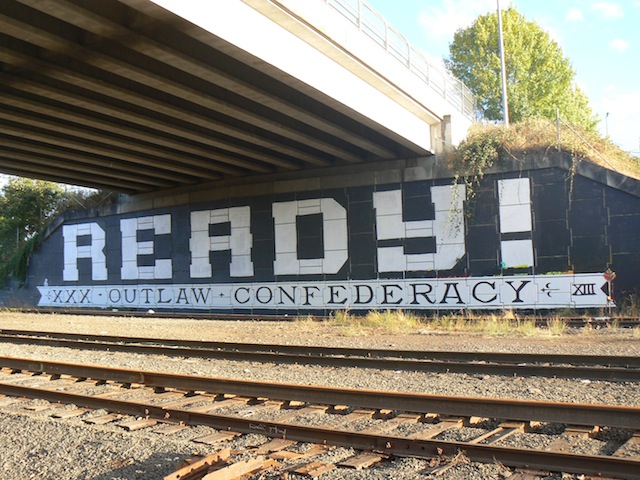 READY!
XXX · OUTLAW · CONFEDERACY · XIII